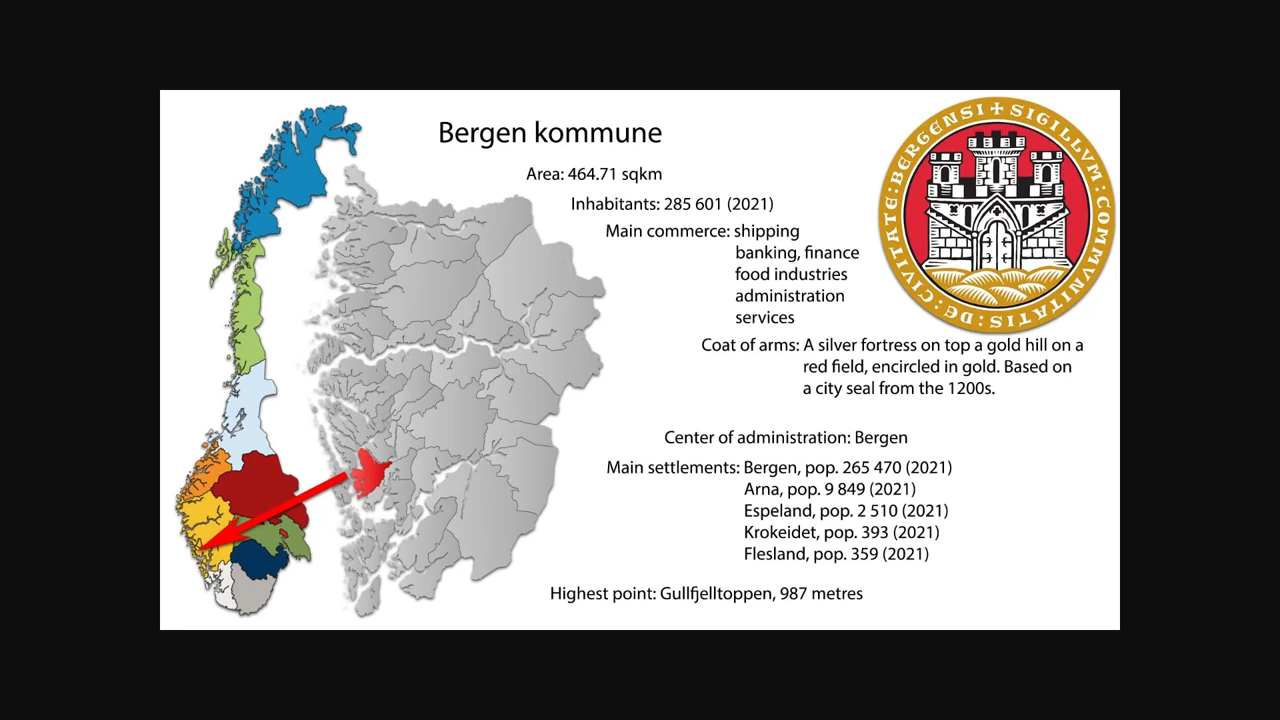 Bergen kommune
Area: 464.71 sqkm
Inhabitants: 285 601 (2021)
Main commerce: shipping
banking, finance
food industries
administration
services
SIGILLVM : COMMVNITATIS : DE : CIVITATE : BERGENSI
Coat of arms: A silver fortress on top a gold hill on a
red field, encircled in gold. Based on
a city seal from the 1200s.
Center of administration: Bergen
Main settlements: Bergen, pop. 265 470 (2021)
Arna, pop. 9 849 (2021)
Espeland, pop. 2 510 (2021)
Krokeidet, pop. 393 (2021)
Flesland, pop. 359 (2021)
Highest point: Gullfjelltoppen, 987 metres